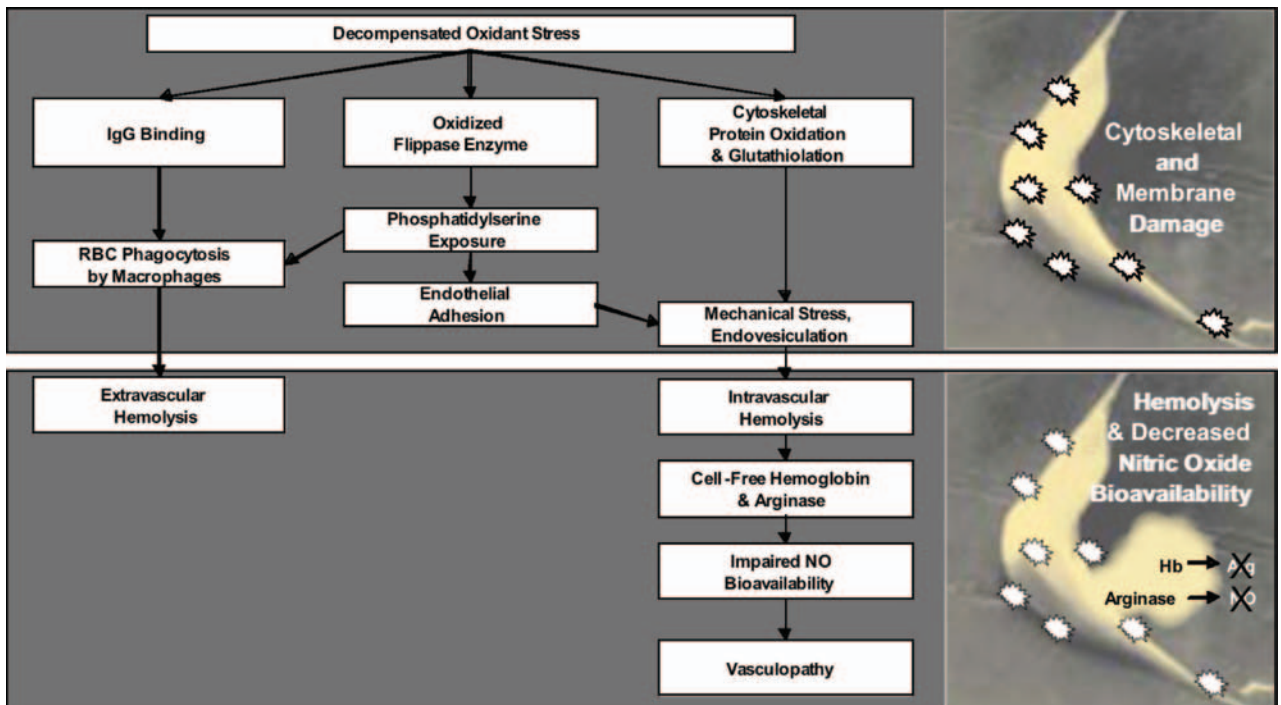 Decompensated Oxidant Stress
IgG Binding
Oxidized
Flippase Enzyme
Cytoskeletal
Protein Oxidation
& Glutathiolation
Phosphatidylserine
Exposure
RBC Phagocytosis
by Macrophages
Endothelial
Adhesion
Mechanical Stress,
Endovesiculation
Cytoskeletal
and
Membrane
Damage
Extravascular
Hemolysis
Intravascular
Hemolysis
Cell-Free Hemoglobin
& Arginase
Impaired NO
Bioavailability
Vasculopathy
Hemolysis
& Decreased
Nitric Oxide
Bioavailability
Hb
Arginase